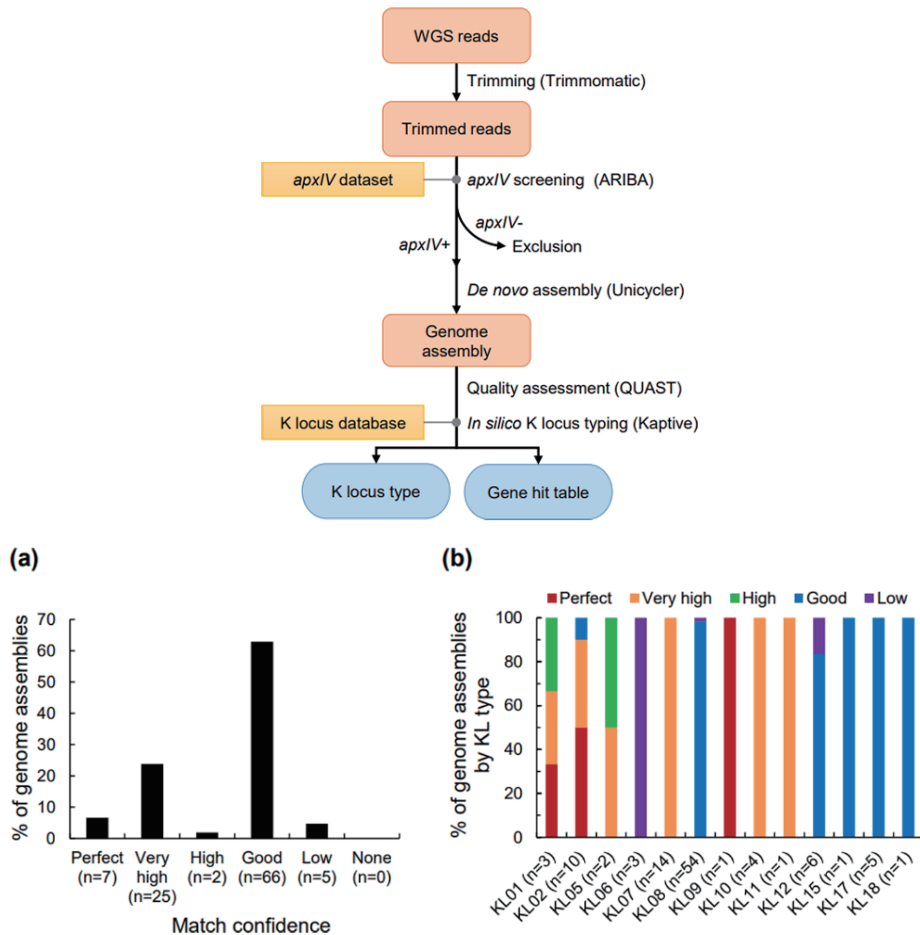 WGS reads
Trimming (Trimmomatic)
Trimmed reads
apxIV dataset
apxIV screening (ARIBA)
apxIV-
apxIV+
Exclusion
De novo assembly (Unicycler)
Genome
assembly
Quality assessment (QUAST)
K locus database
In silico K locus typing (Kaptive)
K locus type
Gene hit table
(a)
% of genome assemblies
70
60
50
40
30
20
10
0
Perfect
(n=7)
Very
high
(n=25)
High
(n=2)
Good
(n=66)
Low
(n=5)
None
(n=0)
Match confidence
(b)
Perfect
Very high
High
Good
Low
% of genome assemblies
by KL type
100
80
60
40
20
0
KL01 (n=3)
KL02 (n=10)
KL05 (n=2)
KL06 (n=3)
KL07 (n=14)
KL08 (n=54)
KL09 (n=1)
KL10 (n=4)
KL11 (n=1)
KL12 (n=6)
KL15 (n=1)
KL17 (n=5)
KL18 (n=1)